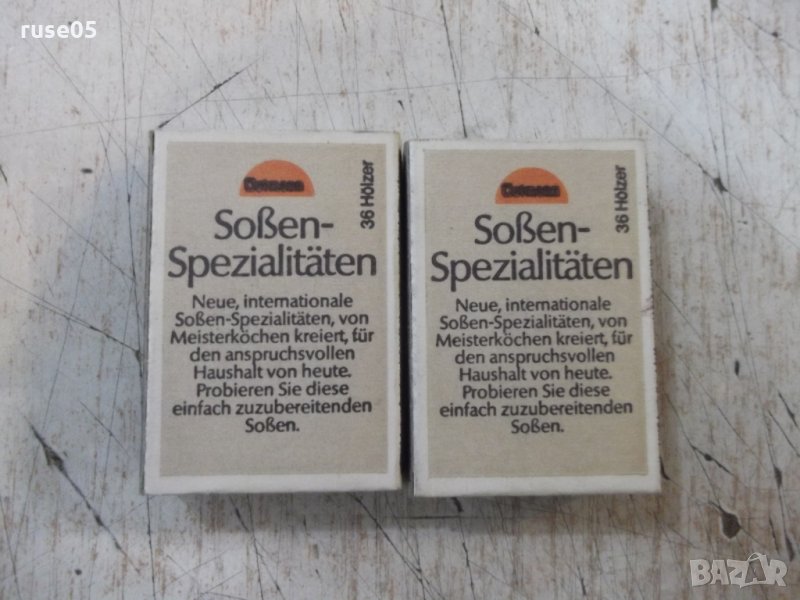 ruse05
36 Hölzer
Soßen-
Spezialitäten
Neue, internationale
Soßen-Spezialitäten, von
Meisterköchen kreiert, für
den anspruchsvollen
Haushalt von heute.
Probieren Sie diese
einfach zuzubereitenden
Soßen.
36 Hölzer
Soßen-
Spezialitäten
Neue, internationale
Soßen-Spezialitäten, von
Meisterköchen kreiert, für
den anspruchsvollen
Haushalt von heute.
Probieren Sie diese
einfach zuzubereitenden
Soßen.
BAZAR